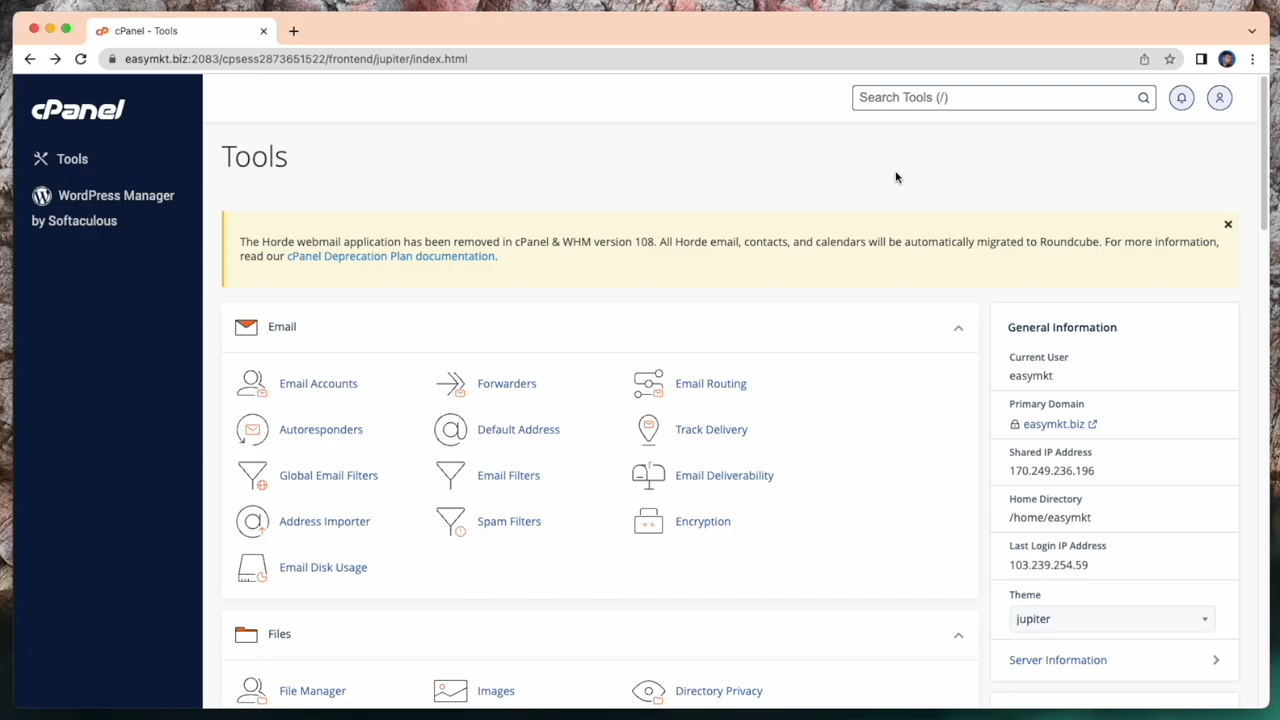 cPanel - Tools
easymkt.biz:2083/cpsess2873651522/frontend/jupiter/index.html
cPanel
Tools
WordPress Manager
by Softaculous
Search Tools (/)
Tools
The Horde webmail application has been removed in cPanel & WHM version 108. All Horde email, contacts, and calendars will be automatically migrated to Roundcube. For more information,
read our cPanel Deprecation Plan documentation.
Email
Email Accounts
Forwarders
Email Routing
Autoresponders
Default Address
Track Delivery
Global Email Filters
Email Filters
Email Deliverability
Address Importer
Spam Filters
Encryption
Email Disk Usage
Files
File Manager
Images
Directory Privacy
General Information
Current User
easymkt
Primary Domain
easymkt.biz
Shared IP Address
170.249.236.196
Home Directory
/home/easymkt
Last Login IP Address
103.239.254.59
Theme
jupiter
Server Information